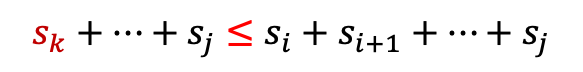 s_k + ⋯ + s_j ≤ s_i + s_{i+1} + ⋯ + s_j